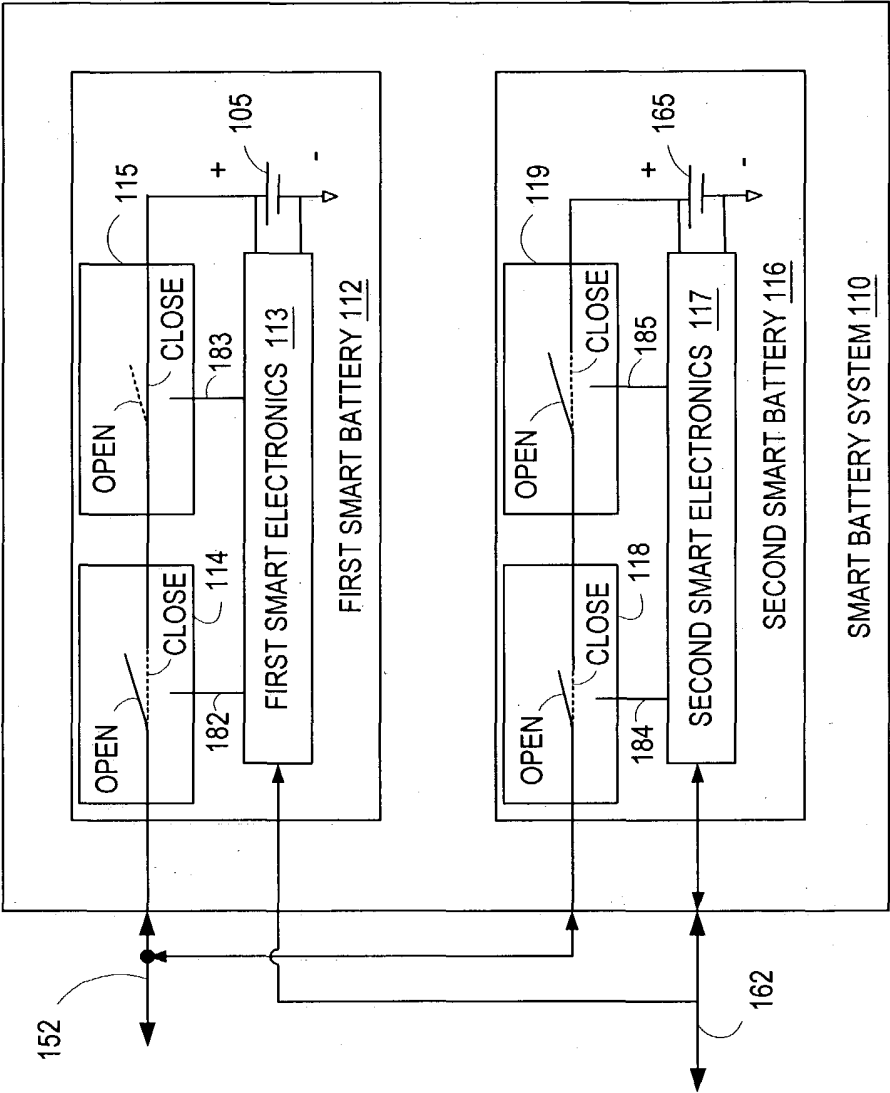 115
OPEN
CLOSE
183
+
105
-
114
OPEN
CLOSE
182
FIRST SMART ELECTRONICS 113
FIRST SMART BATTERY 112
119
OPEN
CLOSE
185
+
165
-
118
OPEN
CLOSE
184
SECOND SMART ELECTRONICS 117
SECOND SMART BATTERY 116
SMART BATTERY SYSTEM 110
152
162